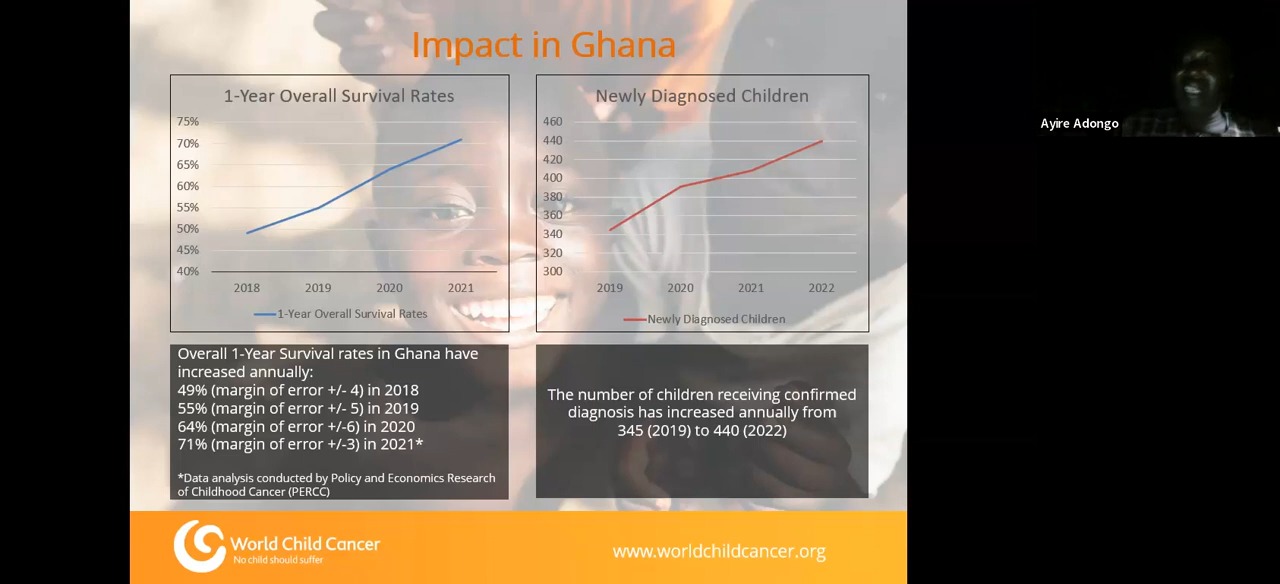 Impact in Ghana
1-Year Overall Survival Rates
75%
70%
65%
60%
55%
50%
45%
40%
2018 2019 2020 2021
1-Year Overall Survival Rates
Newly Diagnosed Children
460
440
420
400
380
360
340
320
300
2019 2020 2021 2022
Newly Diagnosed Children
Overall 1-Year Survival rates in Ghana have
increased annually:
49% (margin of error +/- 4) in 2018
55% (margin of error +/- 5) in 2019
64% (margin of error +/-6) in 2020
71% (margin of error +/-3) in 2021*
*Data analysis conducted by Policy and Economics Research
of Childhood Cancer (PERCC)
The number of children receiving confirmed
diagnosis has increased annually from
345 (2019) to 440 (2022)
World Child Cancer
No child should suffer
www.worldchildcancer.org
Ayire Adongo